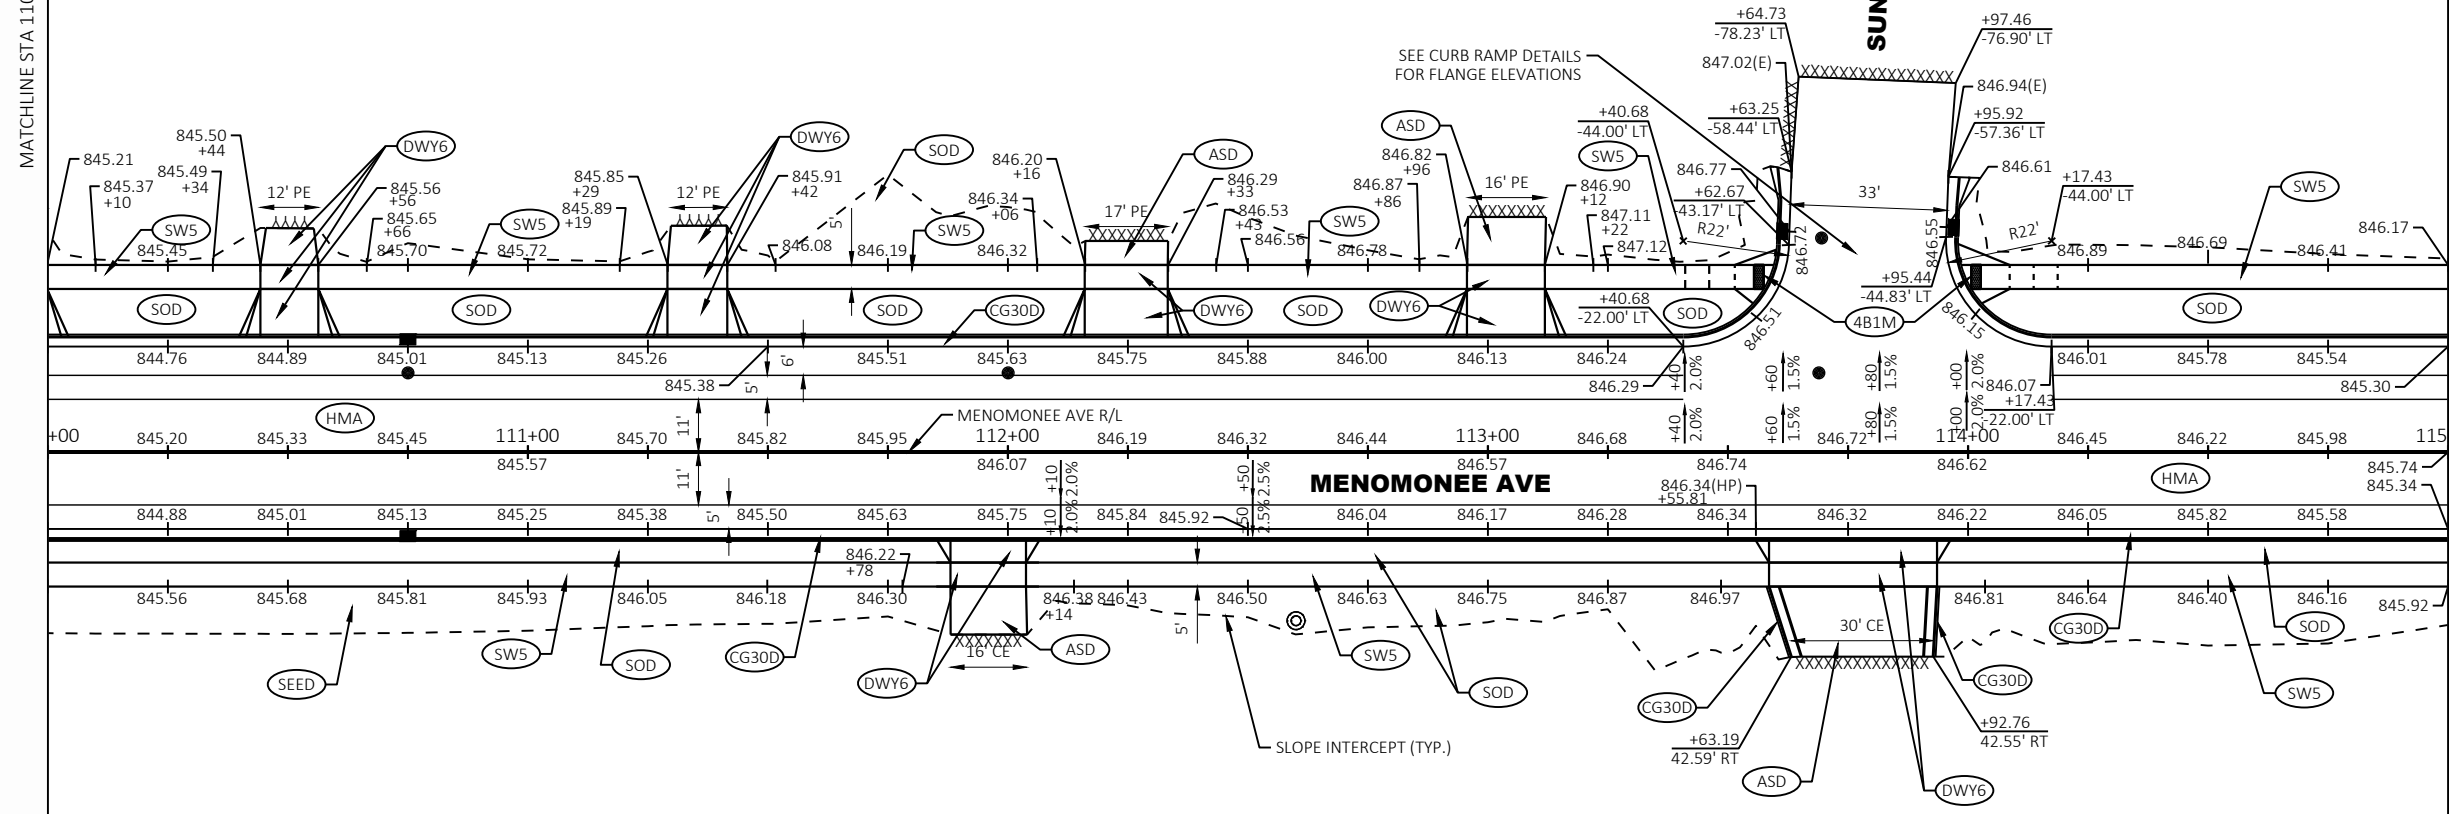 MATCHLINE STA 110
SUN
+64.73
-78.23' LT
+97.46
-76.90' LT
SEE CURB RAMP DETAILS
FOR FLANGE ELEVATIONS
847.02(E)
846.94(E)
+63.25
-58.44' LT
+95.92
-57.36' LT
+40.68
-44.00' LT
845.21
845.37
+10
845.50
+44
845.49
+34
12' PE
DWY6
845.56
+56
845.65
+66
SW5
845.45
845.70
845.72
SW5
845.85
+29
845.89
+19
12' PE
DWY6
845.91
+42
846.08
SOD
5'
846.19
SW5
846.32
846.20
+16
846.34
+06
17' PE
ASD
846.29
+33
846.53
+43
846.56
SW5
846.78
846.82
+96
846.87
+86
ASD
16' PE
846.90
+12
847.11
+22
847.12
SW5
846.77
+62.67
-43.17' LT
R22'
846.72
33'
846.55
846.61
+17.43
-44.00' LT
R22'
SW5
846.89
846.69
846.41
846.17
+95.44
-44.83' LT
SOD
SOD
SOD
CG30D
DWY6
SOD
DWY6
+40.68
-22.00' LT
SOD
846.51
4B1M
846.15
SOD
844.76
844.89
845.01
845.13
845.26
845.38
6'
5'
845.51
845.63
845.75
845.88
846.00
846.13
846.24
846.29
+40
2.0%
+60
1.5%
+80
1.5%
+00
2.0%
846.07
+17.43
-22.00' LT
846.01
845.78
845.54
845.30
HMA
11'
MENOMONEE AVE R/L
+40
2.0%
+60
1.5%
+80
1.5%
+00
2.0%
+00
845.20
845.33
845.45
111+00
845.70
845.82
845.95
112+00
846.19
846.32
846.44
113+00
846.68
846.72
114+00
846.45
846.22
845.98
115
845.57
846.07
846.57
846.74
846.62
845.74
845.34
11'
5'
+10
2.0%
+50
2.5%
MENOMONEE AVE
846.34(HP)
+55.81
HMA
844.88
845.01
845.13
845.25
845.38
845.50
845.63
845.75
+10
2.0%
845.84
845.92
+50
2.5%
846.04
846.17
846.28
846.34
846.32
846.22
846.05
845.82
845.58
846.22
+78
845.56
845.68
845.81
845.93
846.05
846.18
846.30
846.38
+14
846.43
846.50
846.63
846.75
846.87
846.97
846.81
846.64
846.40
846.16
845.92
5'
SEED
SW5
SOD
CG30D
DWY6
16' CE
ASD
SW5
SOD
CG30D
30' CE
CG30D
CG30D
SOD
SW5
SLOPE INTERCEPT (TYP.)
+63.19
42.59' RT
+92.76
42.55' RT
ASD
DWY6